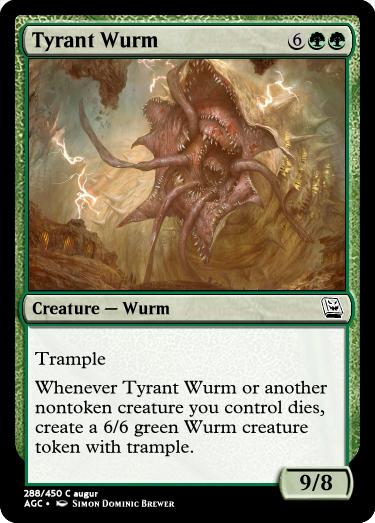 Tyrant Wurm 6
Creature — Wurm
Trample
Whenever Tyrant Wurm or another
nontoken creature you control dies,
create a 6/6 green Wurm creature
token with trample.
9/8
288/450 C augur
AGC • Simon Dominic Brewer